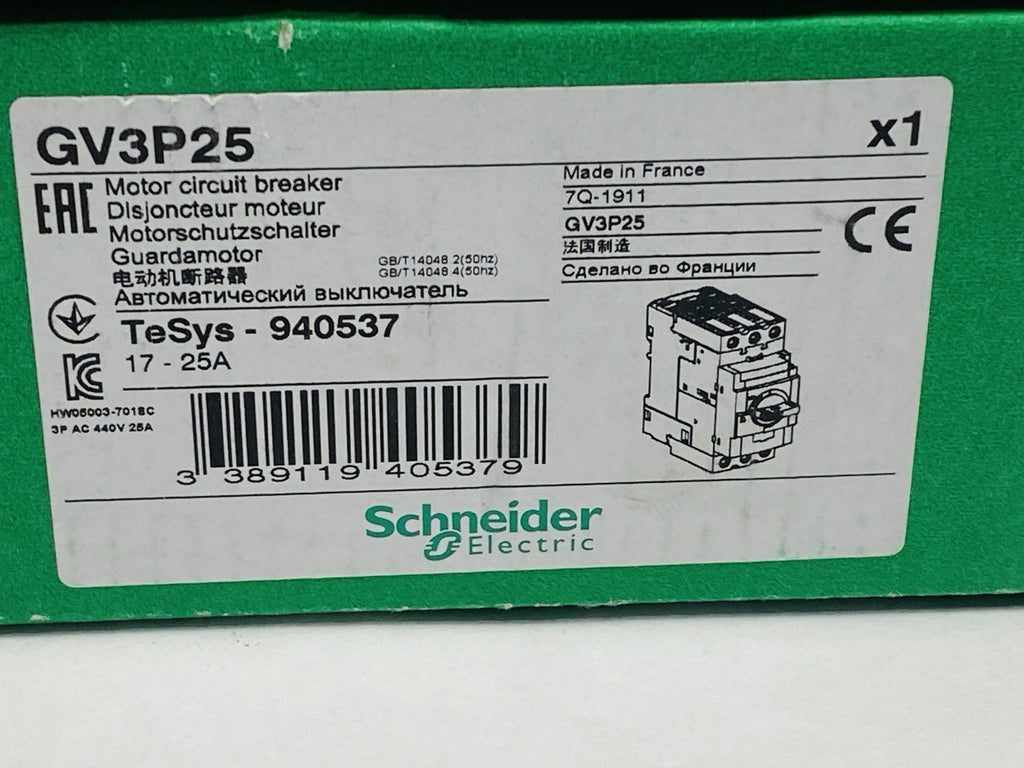 GV3P25
x1
EAC
Motor circuit breaker
Disjoncteur moteur
Motorschutzschalter
Guardamotor
电动机断路器
GB/T14048 2(50hz)
GB/T14048 4(50hz)
Автоматический выключатель
TeSys - 940537
17 - 25A
Made in France
7Q-1911
GV3P25
法国制造
Сделано во Франции
CE
KC
HW05003-7018C
3P AC 440V 25A
3 389119 405379
Schneider
Electric